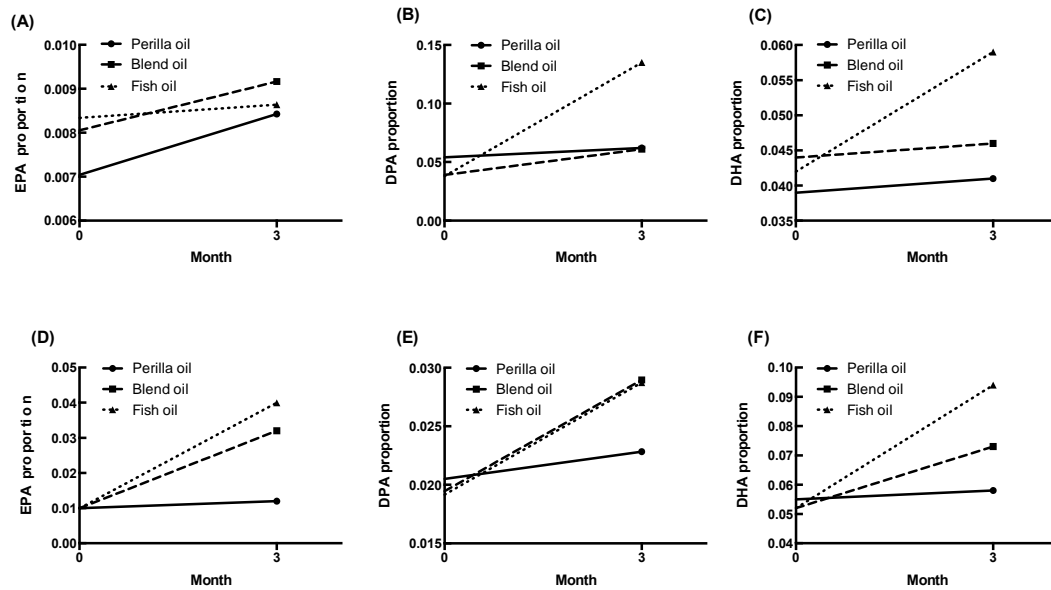 (A)
EPA proportion
0.010
0.009
0.008
0.007
0.006
Perilla oil
Blend oil
Fish oil
0
3
Month
(B)
DPA proportion
0.15
0.10
0.05
0.00
Perilla oil
Blend oil
Fish oil
0
3
Month
(C)
DHA proportion
0.060
0.055
0.050
0.045
0.040
0.035
Perilla oil
Blend oil
Fish oil
0
3
Month
(D)
EPA proportion
0.05
0.04
0.03
0.02
0.01
0.00
Perilla oil
Blend oil
Fish oil
0
3
Month
(E)
DPA proportion
0.030
0.025
0.020
0.015
Perilla oil
Blend oil
Fish oil
0
3
Month
(F)
DHA proportion
0.10
0.09
0.08
0.07
0.06
0.05
0.04
Perilla oil
Blend oil
Fish oil
0
3
Month